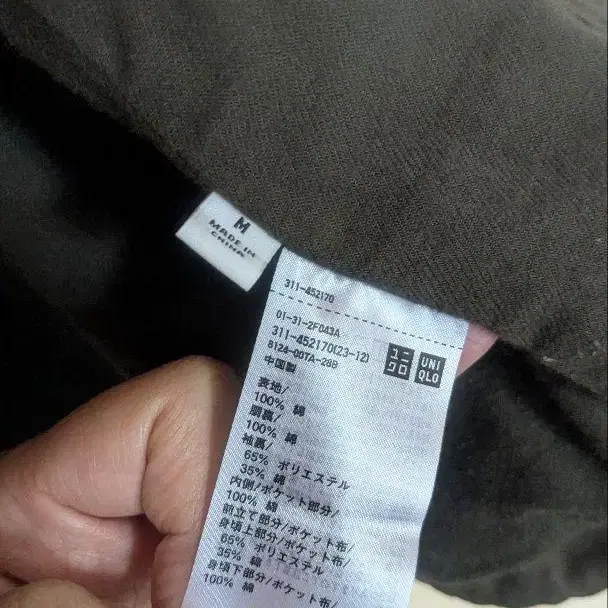 M
MADE IN
CHINA
311-452170
01-31-2F043A
311-452170(23-12)
8124-00TA-29B
ユニ
クロ
UNI
QLO
中国製
表地/
100% 綿
胴裏/
100% 綿
袖裏/
65% ポリエステル
35% 綿
内側/ポケット部分/
100% 綿
前立て部分/ポケット布/
身頃上部分/ポケット布/
65% ポリエステル
35% 綿
身頃下部分/ポケット布/
100% 綿